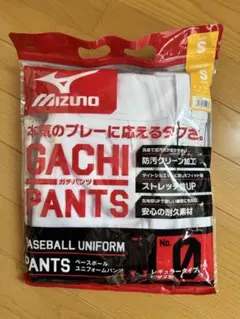 S
S
MIZUNO
本気のプレーに応えるタフさ。
GACHI
ガチパンツ
PANTS
防汚クリーン加工
ストレッチ性UP
安心の耐久素材
BASEBALL UNIFORM
PANTS
ベースボール
ユニフォームパンツ
No.
レギュラータイプ